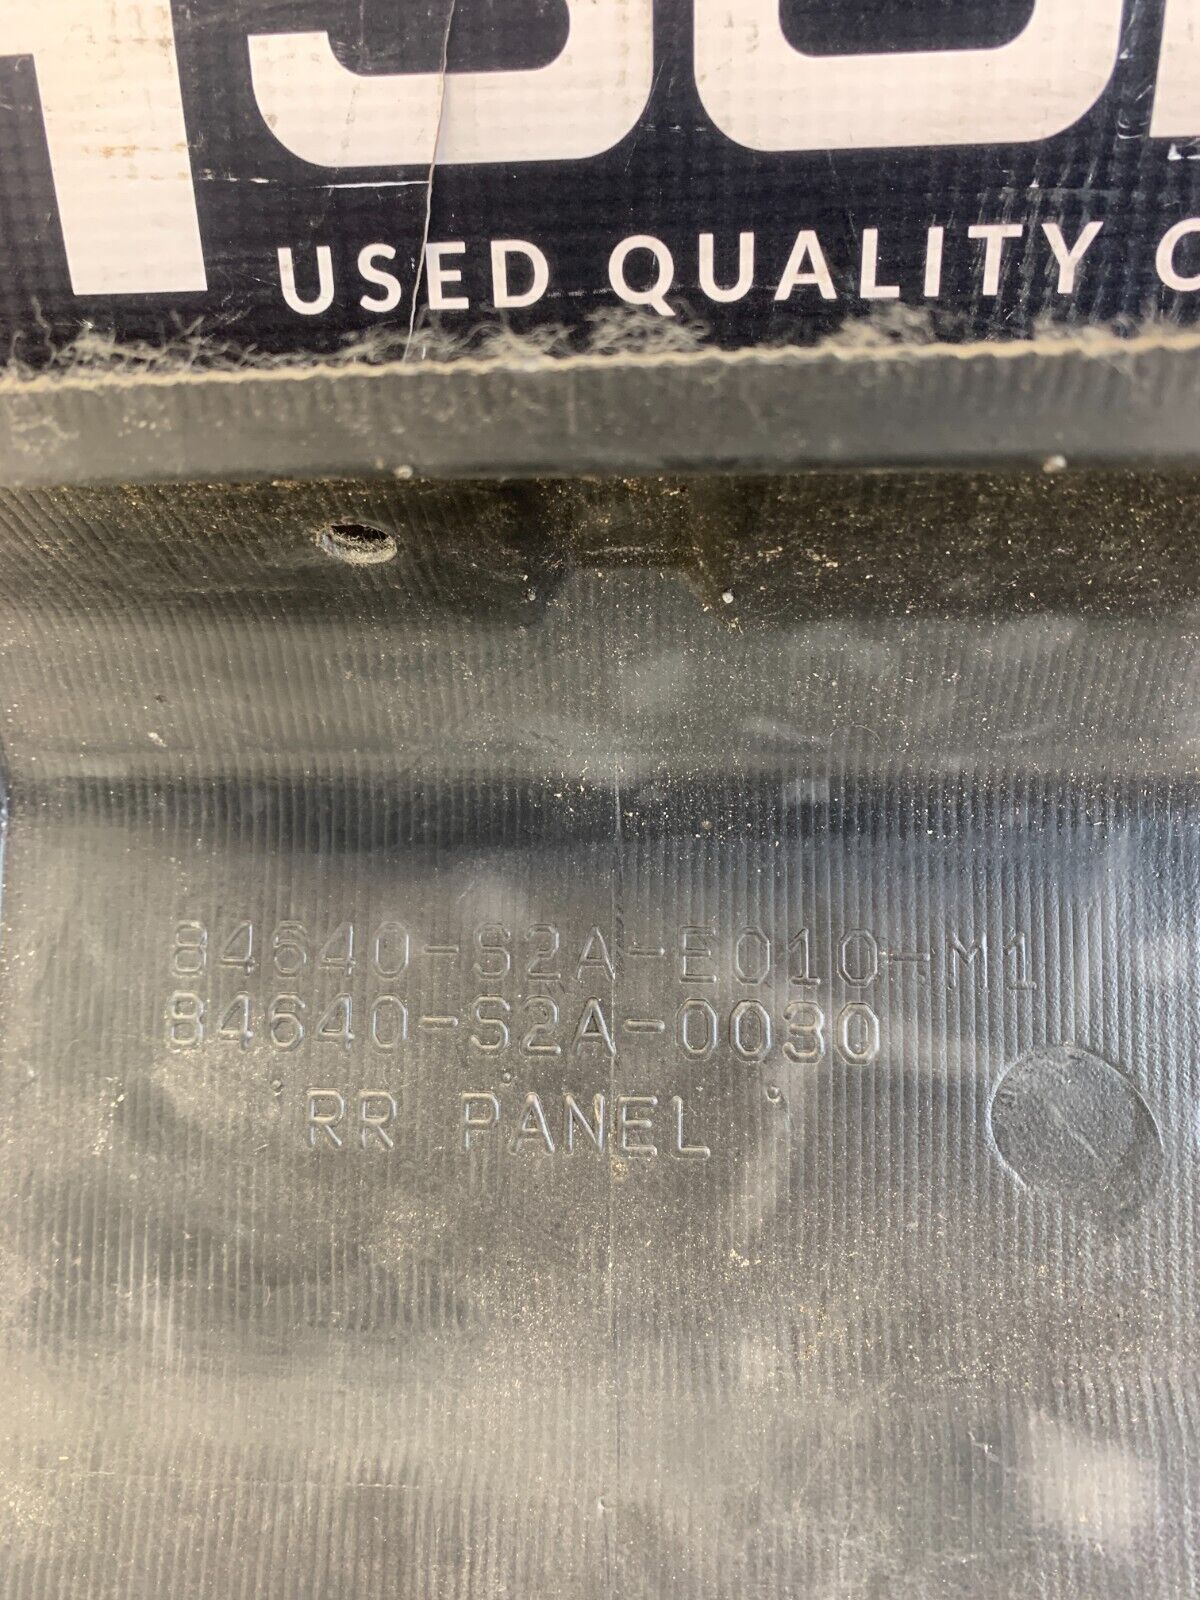 USED QUALITY
84640-S2A-E010-M1
84640-S2A-0030
RR PANEL